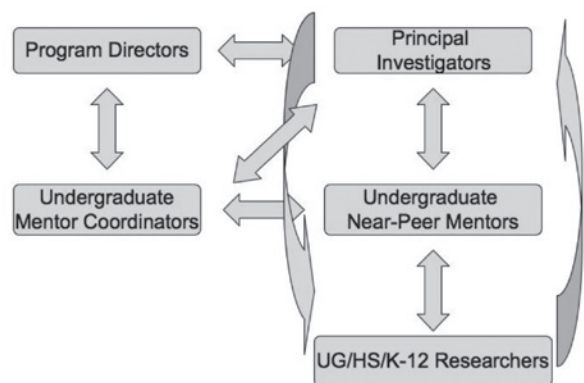 Program Directors
Principal
Investigators
Undergraduate
Mentor Coordinators
Undergraduate
Near-Peer Mentors
UG/HS/K-12 Researchers